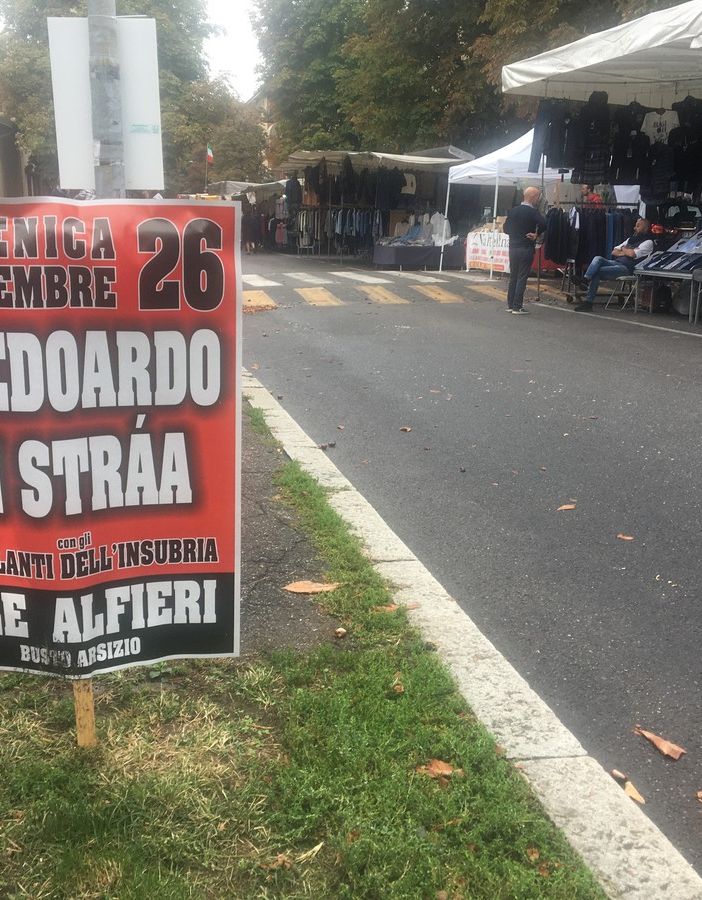 ENICA
EMBRE 26
EDOARDO
STRÁA
con gli
LANTI DELL'INSUBRIA
E ALFIERI
BUSTO ARSIZIO